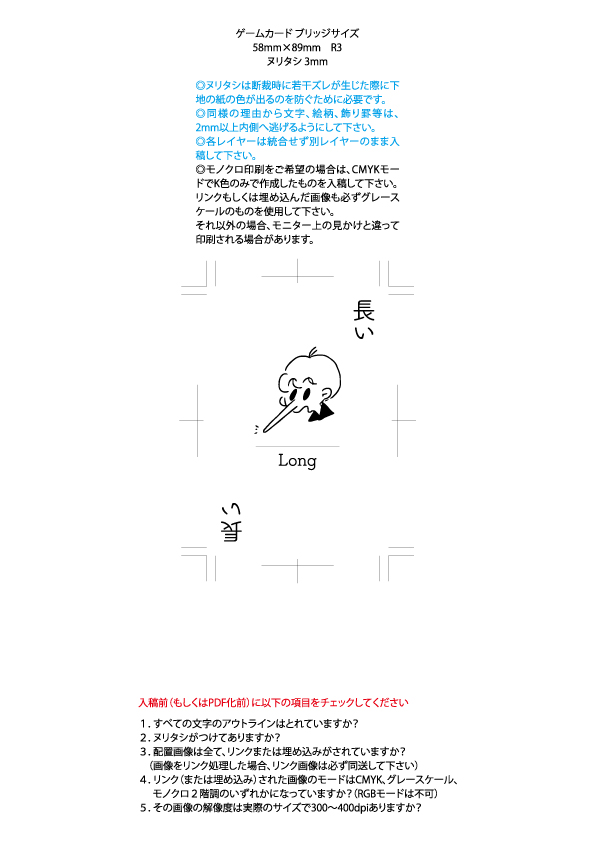 ゲームカード ブリッジサイズ
58mm×89mm R3
ヌリタシ 3mm
◎ヌリタシは断裁時に若干ズレが生じた際に下
地の紙の色が出るのを防ぐために必要です。
◎同様の理由から文字、絵柄、飾り罫等は、
2mm以上内側へ逃げるようにして下さい。
◎各レイヤーは統合せず別レイヤーのまま入
稿して下さい。
◎モノクロ印刷をご希望の場合は、CMYKモー
ドでK色のみで作成したものを入稿して下さい。
リンクもしくは埋め込んだ画像も必ずグレース
ケールのものを使用して下さい。
それ以外の場合、モニター上の見かけと違って
印刷される場合があります。
長い
Long
長い
入稿前（もしくはPDF化前）に以下の項目をチェックしてください
１．すべての文字のアウトラインはとれていますか？
２．ヌリタシがつけてありますか？
３．配置画像は全て、リンクまたは埋め込みがされていますか？
（画像をリンク処理した場合、リンク画像は必ず同送して下さい）
４．リンク（または埋め込み）された画像のモードはCMYK、グレースケール、
モノクロ２階調のいずれかになっていますか？（RGBモードは不可）
５．その画像の解像度は実際のサイズで300〜400dpiありますか？